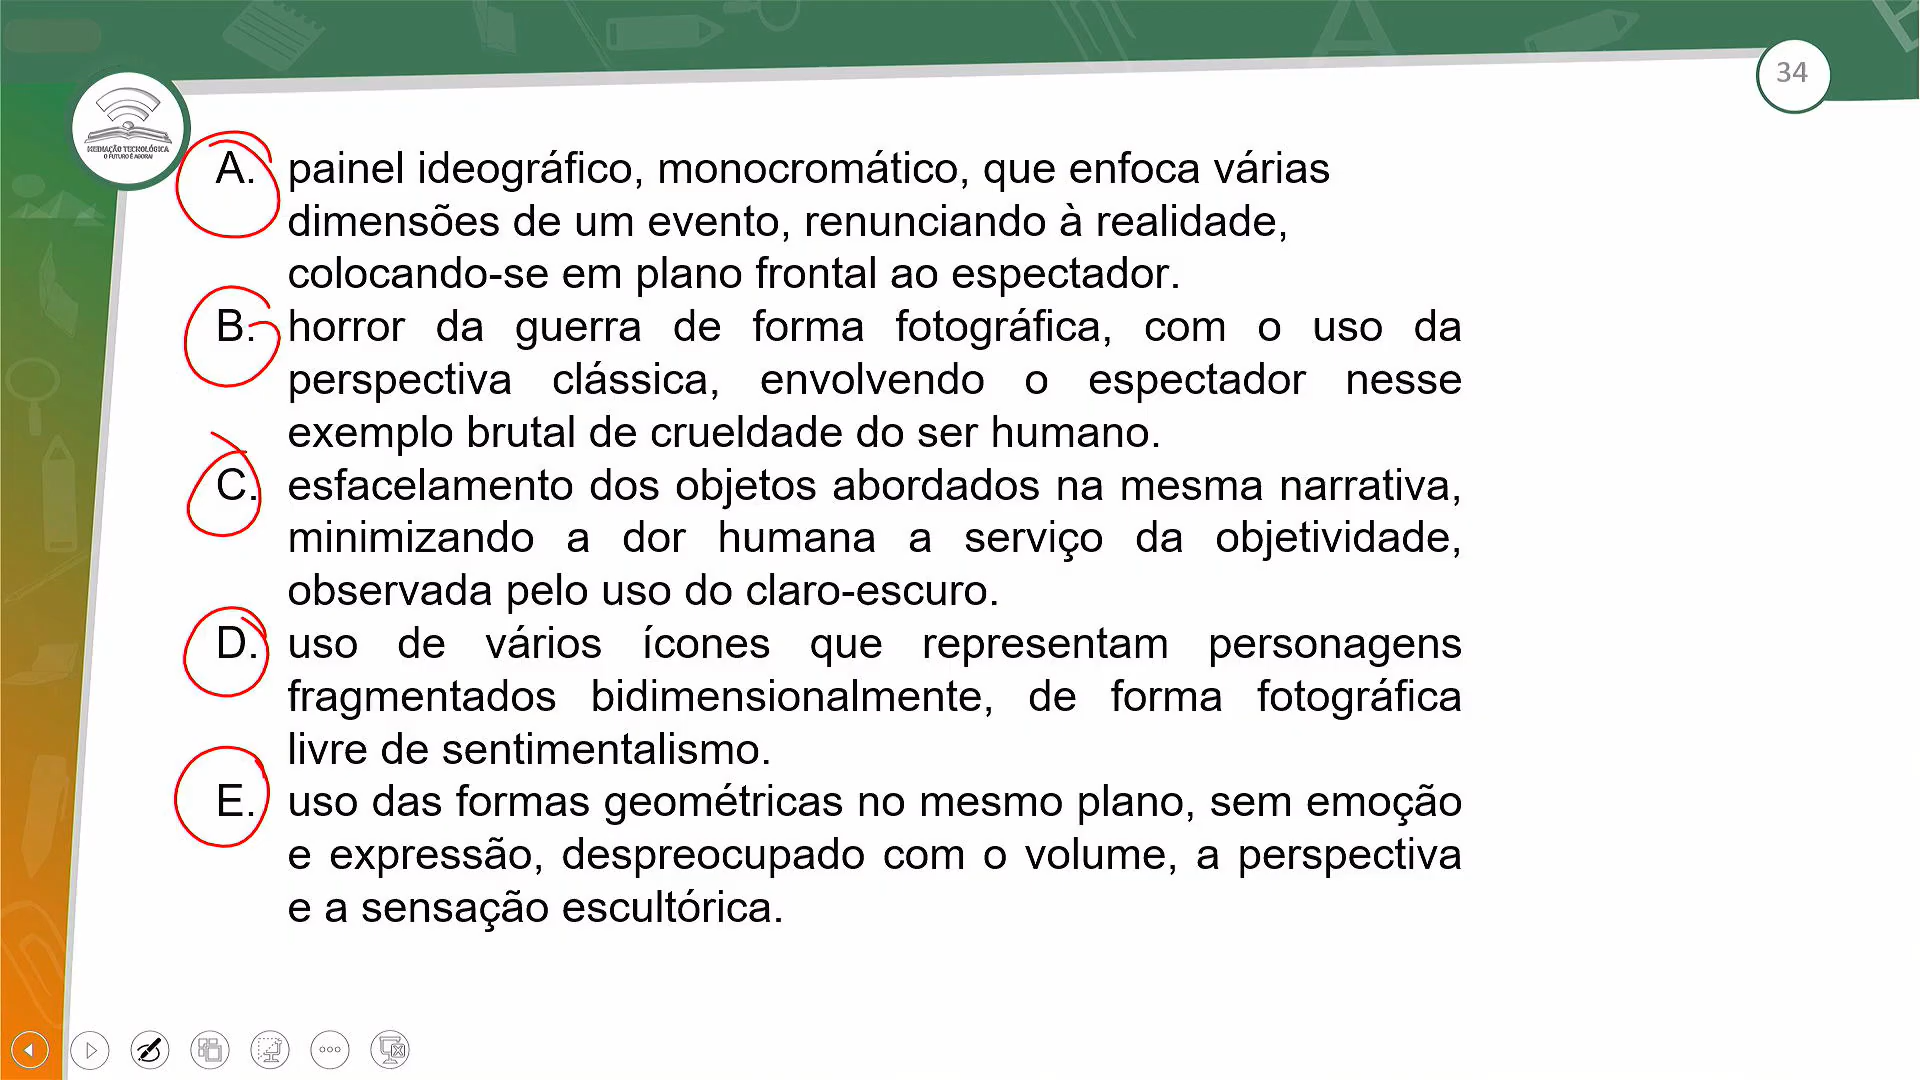 34
MEDIAÇÃO TECNOLÓGICA
O FUTURO É AGORA!
A. painel ideográfico, monocromático, que enfoca várias
dimensões de um evento, renunciando à realidade,
colocando-se em plano frontal ao espectador.
B. horror da guerra de forma fotográfica, com o uso da
perspectiva clássica, envolvendo o espectador nesse
exemplo brutal de crueldade do ser humano.
C. esfacelamento dos objetos abordados na mesma narrativa,
minimizando a dor humana a serviço da objetividade,
observada pelo uso do claro-escuro.
D. uso de vários ícones que representam personagens
fragmentados bidimensionalmente, de forma fotográfica
livre de sentimentalismo.
E. uso das formas geométricas no mesmo plano, sem emoção
e expressão, despreocupado com o volume, a perspectiva
e a sensação escultórica.